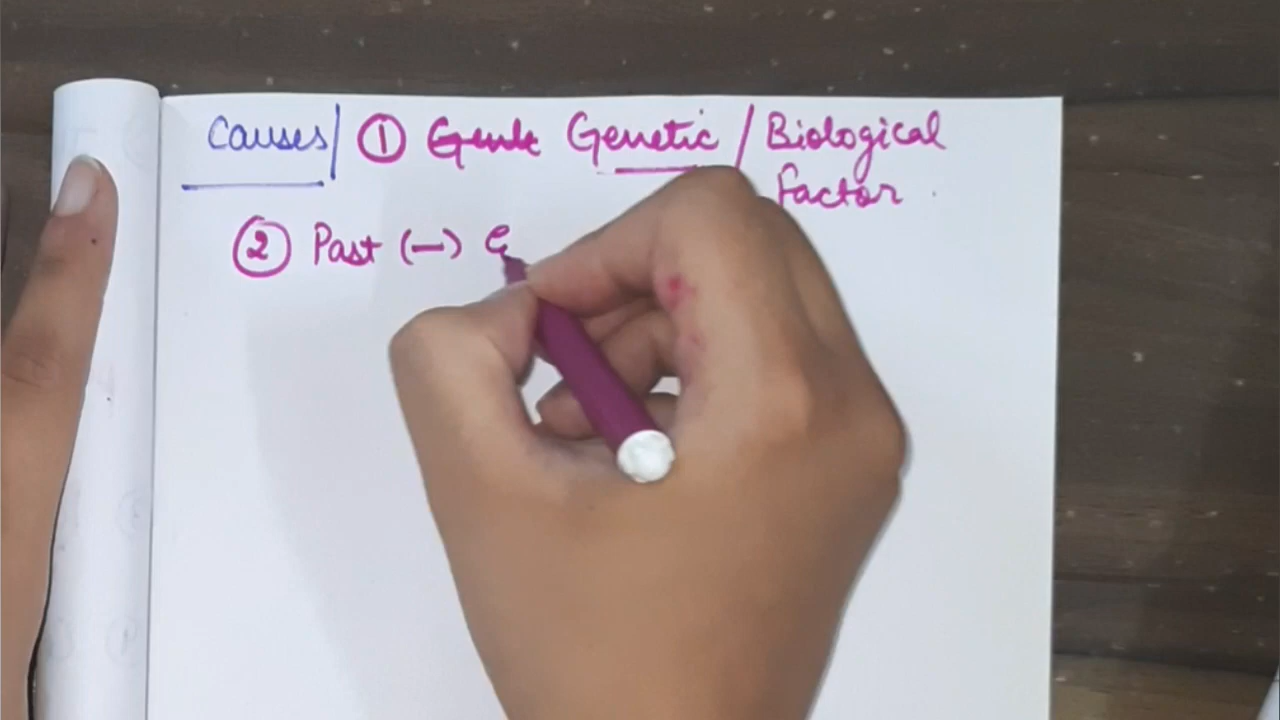 Causes/ ① Genetic / Biological
Factor
② Past (—)